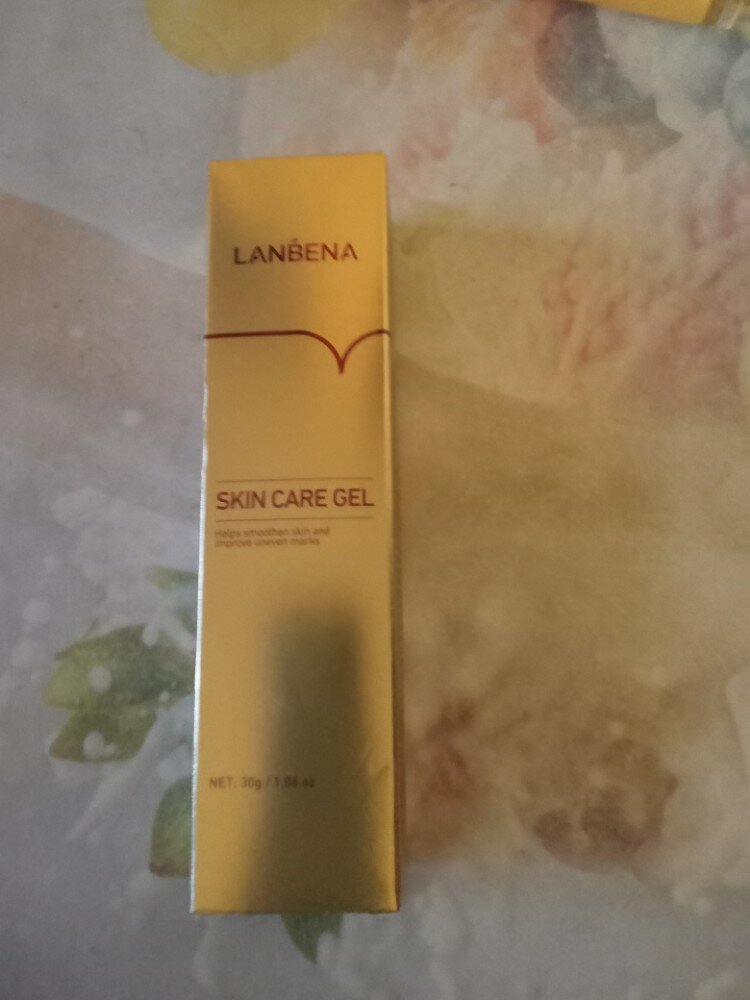 LANBENA
SKIN CARE GEL
Helps smoothen skin and
improve uneven marks
NET: 30g / 1.06 oz